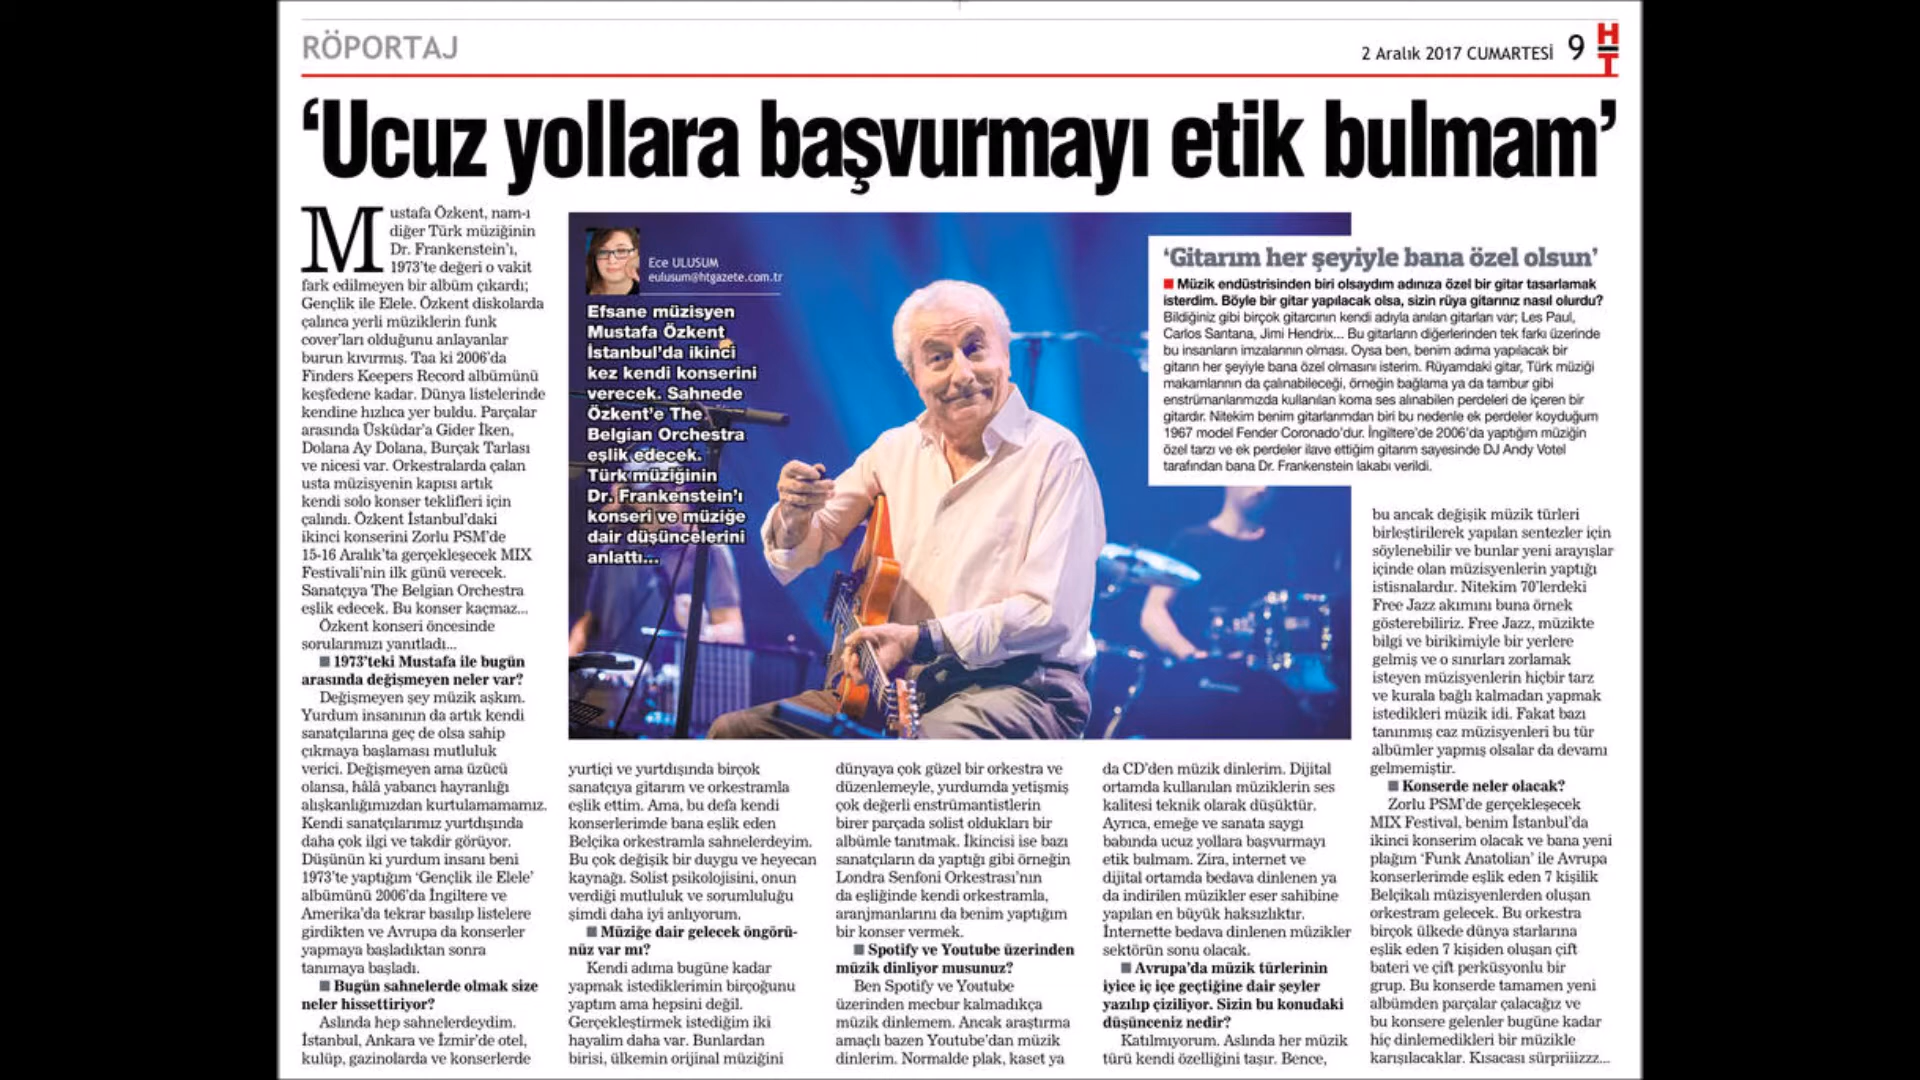 RÖPORTAJ
2 Aralık 2017 CUMARTESİ 9 HT
‘Ucuz yollara başvurmayı etik bulmam’
Mustafa Özkent, nam-ı
diğer Türk müziğinin
Dr. Frankenstein’ı,
1973’te değeri o vakit
fark edilmeyen bir albüm çıkardı;
Gençlik ile Elele. Özkent diskolarda
çalınca yerli müziklerin funk
cover’ları olduğunu anlayanlar
burun kıvırmış. Taa ki 2006’da
Finders Keepers Record albümünü
keşfedene kadar. Dünya listelerinde
kendine hızlıca yer buldu. Parçalar
arasında Üsküdar’a Gider İken,
Dolana Ay Dolana, Burçak Tarlası
ve nicesi var. Orkestralarda çalan
usta müzisyenin kapısı artık
kendi solo konser teklifleri için
çalındı. Özkent İstanbul’daki
ikinci konserini Zorlu PSM’de
15-16 Aralık’ta gerçekleşecek MIX
Festivali’nin ilk günü verecek.
Sanatçıya The Belgian Orchestra
eşlik edecek. Bu konser kaçmaz...
Özkent konseri öncesinde
sorularımızı yanıtladı...
■ 1973’teki Mustafa ile bugün
arasında değişmeyen neler var?
Değişmeyen şey müzik aşkım.
Yurdum insanının da artık kendi
sanatçılarına geç de olsa sahip
çıkmaya başlaması mutluluk
verici. Değişmeyen ama üzücü
olansa, hâlâ yabancı hayranlığı
alışkanlığımızdan kurtulamamamız.
Kendi sanatçılarımız yurtdışında
daha çok ilgi ve takdir görüyor.
Düşünün ki yurdum insanı beni
1973’te yaptığım ‘Gençlik ile Elele’
albümünü 2006’da İngiltere ve
Amerika’da tekrar basılıp listelere
girdikten ve Avrupa da konserler
yapmaya başladıktan sonra
tanımaya başladı.
■ Bugün sahnelerde olmak size
neler hissettiriyor?
Aslında hep sahnelerdeydim.
İstanbul, Ankara ve İzmir’de otel,
kulüp, gazinolarda ve konserlerde
Ece ULUSUM
eulusum@htgazete.com.tr
Efsane müzisyen
Mustafa Özkent
İstanbul’da ikinci
kez kendi konserini
verecek. Sahnede
Özkent’e The
Belgian Orchestra
eşlik edecek.
Türk müziğinin
Dr. Frankenstein’ı
konseri ve müziğe
dair düşüncelerini
anlattı...
‘Gitarım her şeyiyle bana özel olsun’
■ Müzik endüstrisinden biri olsaydım adınıza özel bir gitar tasarlamak
isterdim. Böyle bir gitar yapılacak olsa, sizin rüya gitarınız nasıl olurdu?
Bildiğiniz gibi birçok gitarcının kendi adıyla anılan gitarları var; Les Paul,
Carlos Santana, Jimi Hendrix... Bu gitarların diğerlerinden tek farkı üzerinde
bu insanların imzalarının olması. Oysa ben, benim adıma yapılacak bir
gitarın her şeyiyle bana özel olmasını isterim. Rüyamdaki gitar, Türk müziği
makamlarının da çalınabileceği, örneğin bağlama ya da tambur gibi
enstrümanlarımızda kullanılan koma ses alınabilen perdeleri de içeren bir
gitardır. Nitekim benim gitarlarımdan biri bu nedenle ek perdeler koyduğum
1967 model Fender Coronado’dur. İngiltere’de 2006’da yaptığım müziğin
özel tarzı ve ek perdeler ilave ettiğim gitarım sayesinde DJ Andy Votel
tarafından bana Dr. Frankenstein lakabı verildi.
yurtiçi ve yurtdışında birçok
sanatçıya gitarım ve orkestramla
eşlik ettim. Ama, bu defa kendi
konserlerimde bana eşlik eden
Belçika orkestramla sahnelerdeyim.
Bu çok değişik bir duygu ve heyecan
kaynağı. Solist psikolojisini, onun
verdiği mutluluk ve sorumluluğu
şimdi daha iyi anlıyorum.
■ Müziğe dair gelecek öngörü-
nüz var mı?
Kendi adıma bugüne kadar
yapmak istediklerimin birçoğunu
yaptım ama hepsini değil.
Gerçekleştirmek istediğim iki
hayalim daha var. Bunlardan
birisi, ülkemin orijinal müziğini
dünyaya çok güzel bir orkestra ve
düzenlemeyle, yurdumda yetişmiş
çok değerli enstrümantistlerin
birer parçada solist oldukları bir
albümle tanıtmak. İkincisi ise bazı
sanatçıların da yaptığı gibi örneğin
Londra Senfoni Orkestrası’nın
da eşliğinde kendi orkestramla,
aranjmanlarını da benim yaptığım
bir konser vermek.
■ Spotify ve Youtube üzerinden
müzik dinliyor musunuz?
Ben Spotify ve Youtube
üzerinden mecbur kalmadıkça
müzik dinlemem. Ancak araştırma
amaçlı bazen Youtube’dan müzik
dinlerim. Normalde plak, kaset ya
da CD’den müzik dinlerim. Dijital
ortamda kullanılan müziklerin ses
kalitesi teknik olarak düşüktür.
Ayrıca, emeğe ve sanata saygı
babında ucuz yollara başvurmayı
etik bulmam. Zira, internet ve
dijital ortamda bedava dinlenen ya
da indirilen müzikler eser sahibine
yapılan en büyük haksızlıktır.
İnternette bedava dinlenen müzikler
sektörün sonu olacak.
■ Avrupa’da müzik türlerinin
iyice iç içe geçtiğine dair şeyler
yazılıp çiziliyor. Sizin bu konudaki
düşünceniz nedir?
Katılmıyorum. Aslında her müzik
türü kendi özelliğini taşır. Bence,
bu ancak değişik müzik türleri
birleştirilerek yapılan sentezler için
söylenebilir ve bunlar yeni arayışlar
içinde olan müzisyenlerin yaptığı
istisnalardır. Nitekim 70’lerdeki
Free Jazz akımını buna örnek
gösterebiliriz. Free Jazz, müzikte
bilgi ve birikimiyle bir yerlere
gelmiş ve o sınırları zorlamak
isteyen müzisyenlerin hiçbir tarz
ve kurala bağlı kalmadan yapmak
istedikleri müzik idi. Fakat bazı
tanınmış caz müzisyenleri bu tür
albümler yapmış olsalar da devamı
gelmemiştir.
■ Konserde neler olacak?
Zorlu PSM’de gerçekleşecek
MIX Festival, benim İstanbul’da
ikinci konserim olacak ve bana yeni
plağım ‘Funk Anatolian’ ile Avrupa
konserlerimde eşlik eden 7 kişilik
Belçikalı müzisyenlerden oluşan
orkestram gelecek. Bu orkestra
birçok ülkede dünya starlarına
eşlik eden 7 kişiden oluşan çift
bateri ve çift perküsyonlu bir
grup. Bu konserde tamamen yeni
albümden parçalar çalacağız ve
bu konsere gelenler bugüne kadar
hiç dinlemedikleri bir müzikle
karışılacaklar. Kısacası sürpriiizzz...